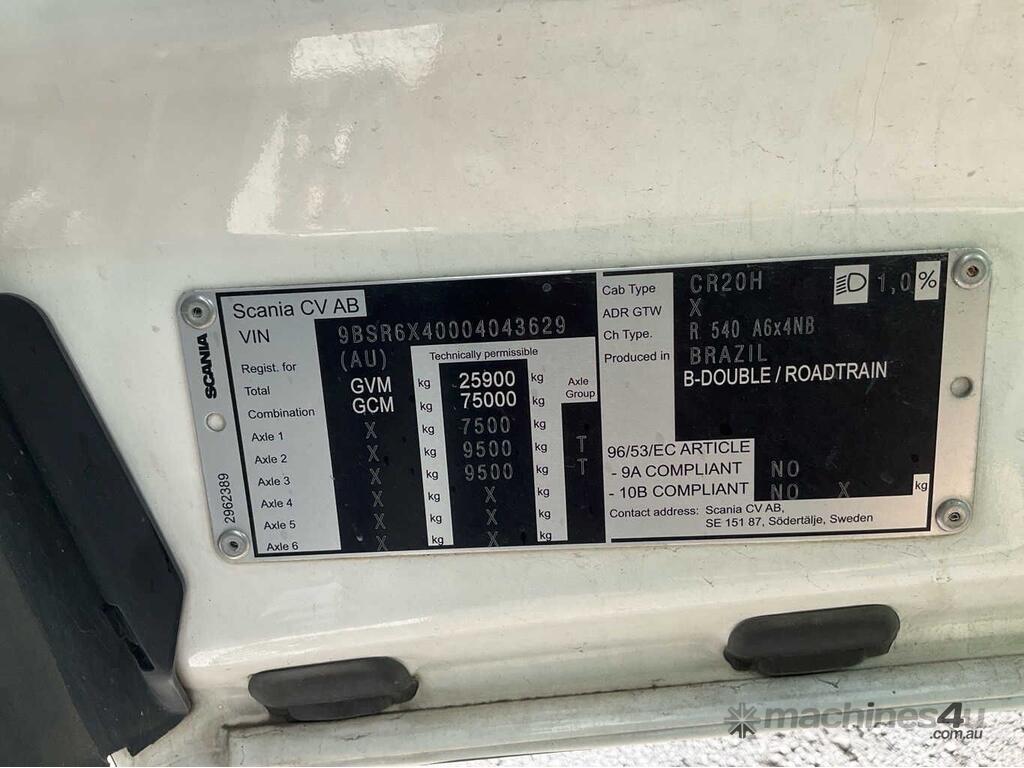 Scania CV AB
VIN 9BSR6X40004043629
Regist. for (AU) Technically permissible
Total GVM kg 25900 kg Axle Group
Combination GCM kg 75000 kg
Axle 1 X kg 7500 kg
Axle 2 X kg 9500 kg T
Axle 3 X kg 9500 kg T
Axle 4 X kg X kg
Axle 5 X kg X kg
Axle 6 X kg X kg
SCANIA
2962389
Cab Type CR20H 1,0%
ADR GTW X
Ch Type. R 540 A6x4NB
Produced in BRAZIL
B-DOUBLE / ROADTRAIN
96/53/EC ARTICLE
- 9A COMPLIANT NO
- 10B COMPLIANT NO X kg
Contact address: Scania CV AB,
SE 151 87, Södertälje, Sweden
machines4u
.com.au